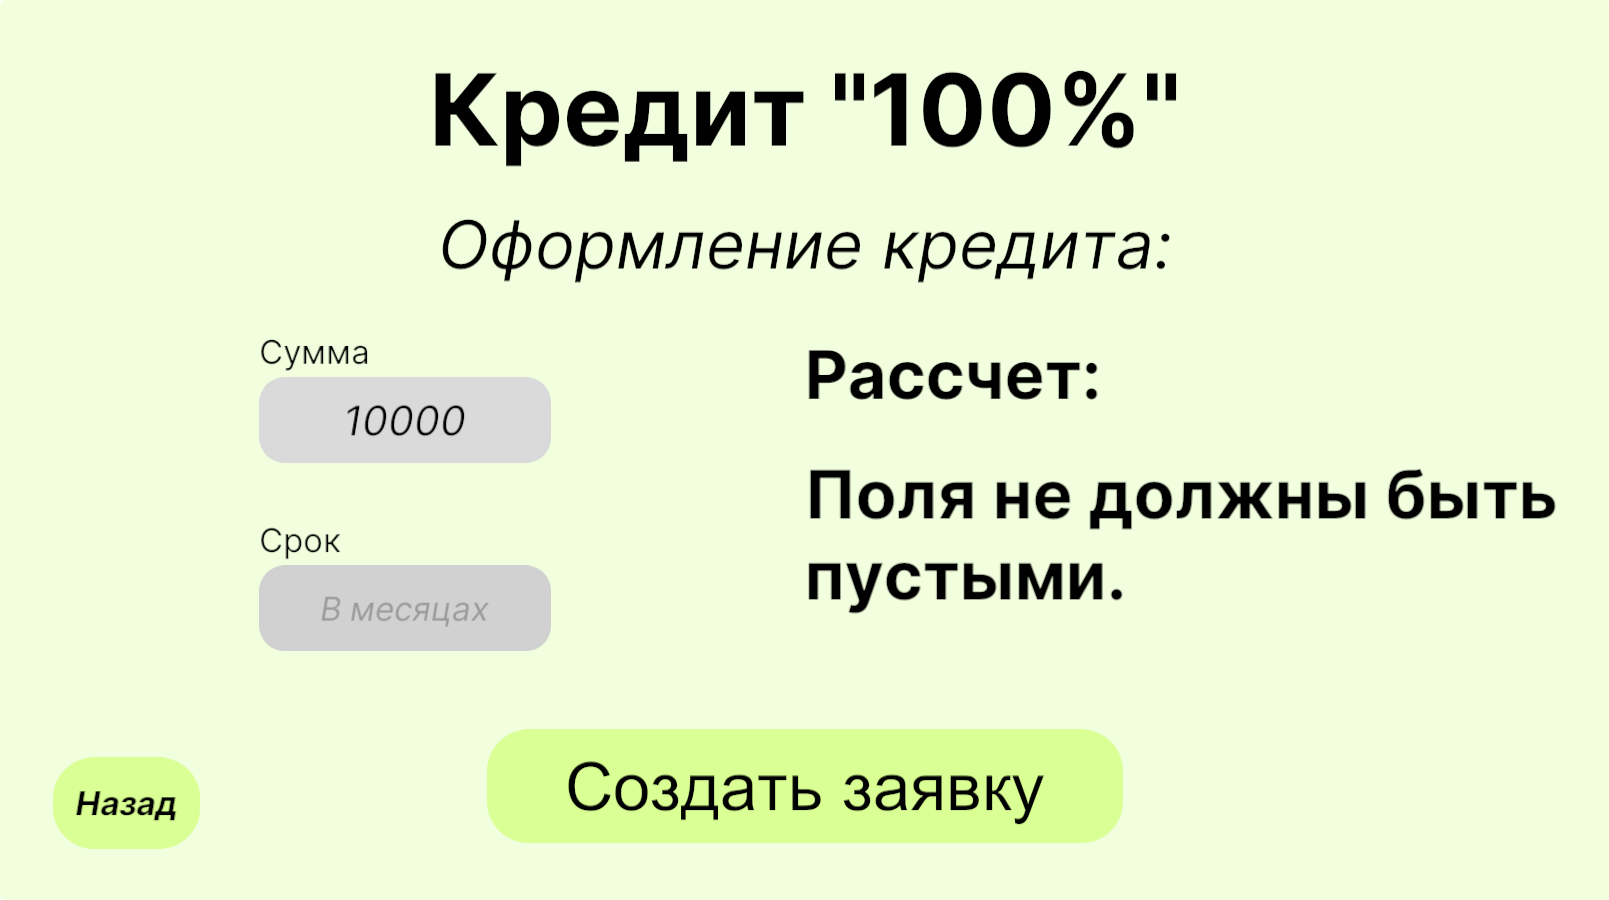 Кредит "100%"
Оформление кредита:
Сумма
10000
Срок
В месяцах
Рассчет:
Поля не должны быть
пустыми.
Создать заявку
Назад